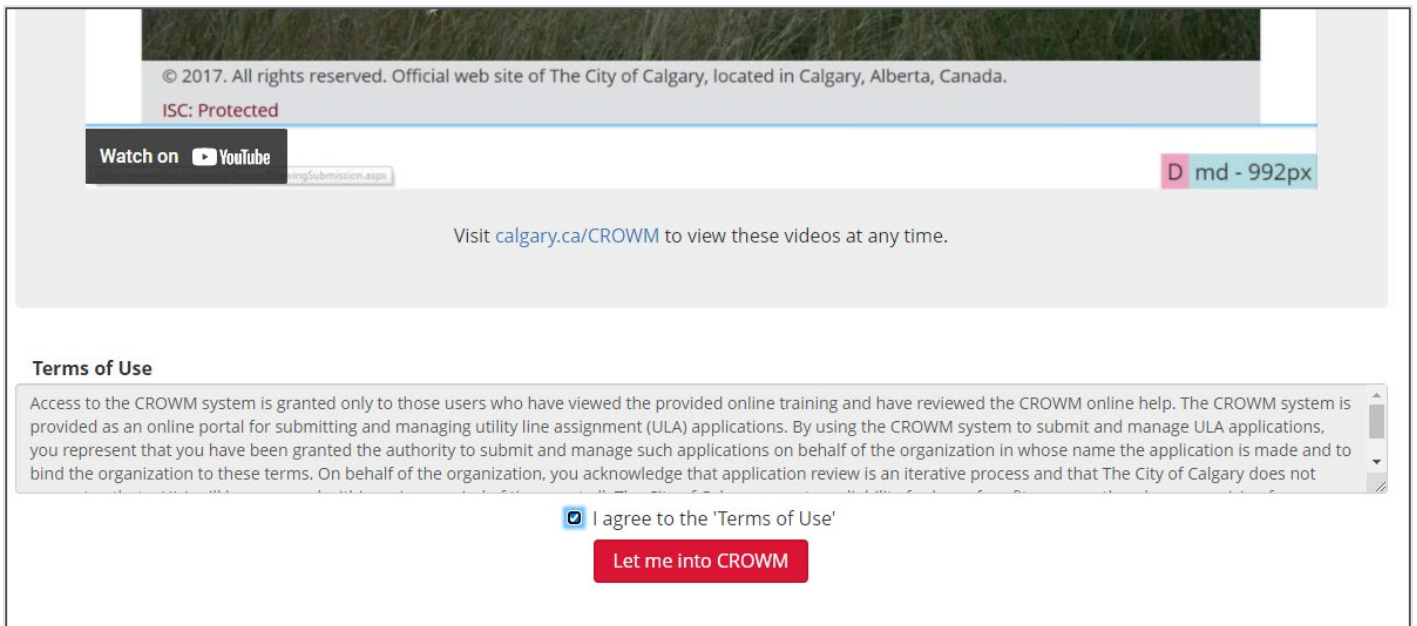 © 2017. All rights reserved. Official web site of The City of Calgary, located in Calgary, Alberta, Canada.
ISC: Protected
Watch on YouTube
ingSubmission.aspx
D md - 992px
Visit calgary.ca/CROWM to view these videos at any time.
Terms of Use
Access to the CROWM system is granted only to those users who have viewed the provided online training and have reviewed the CROWM online help. The CROWM system is
provided as an online portal for submitting and managing utility line assignment (ULA) applications. By using the CROWM system to submit and manage ULA applications,
you represent that you have been granted the authority to submit and manage such applications on behalf of the organization in whose name the application is made and to
bind the organization to these terms. On behalf of the organization, you acknowledge that application review is an iterative process and that The City of Calgary does not
I agree to the 'Terms of Use'
Let me into CROWM